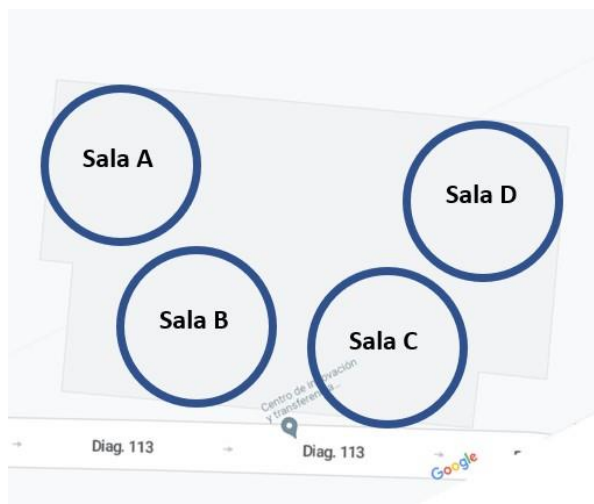 Sala A
Sala D
Sala B
Sala C
Centro de innovación
y transferencia...
Diag. 113
Diag. 113
Google